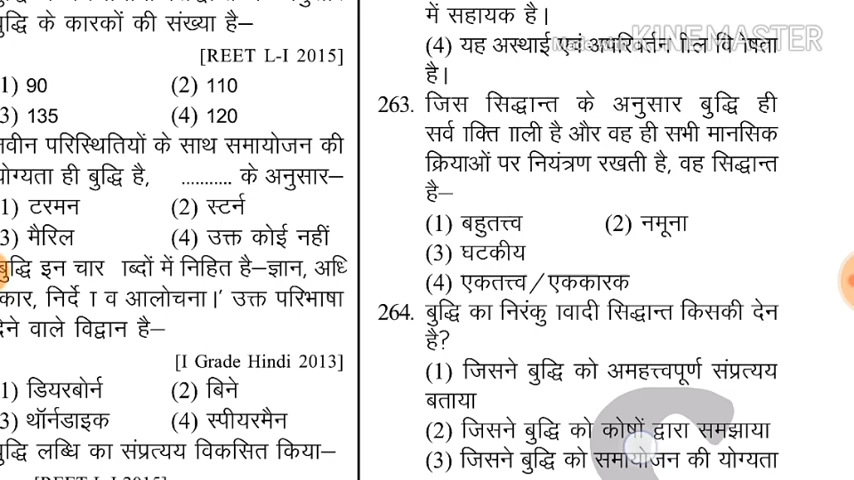 बुद्धि के कारकों की संख्या है–
[REET L-I 2015]
1) 90 (2) 110
3) 135 (4) 120
नवीन परिस्थितियों के साथ समायोजन की
योग्यता ही बुद्धि है, ........... के अनुसार–
1) टरमन (2) स्टर्न
3) मैरिल (4) उक्त कोई नहीं
बुद्धि इन चार ाब्दों में निहित है–ज्ञान, अधि
कार, निर्दे ा व आलोचना।' उक्त परिभाषा
देने वाले विद्वान है–
[I Grade Hindi 2013]
1) डियरबोर्न (2) बिने
3) थॉर्नडाइक (4) स्पीयरमैन
बुद्धि लब्धि का संप्रत्यय विकसित किया–
[REET L-I 2015]
में सहायक है।
(4) यह अस्थाई एवं अपरिवर्तन ाील वि ोषता
है।
KINEMASTER
263. जिस सिद्धान्त के अनुसार बुद्धि ही
सर्व ाक्ति ााली है और वह ही सभी मानसिक
क्रियाओं पर नियंत्रण रखती है, वह सिद्धान्त
है–
(1) बहुतत्त्व (2) नमूना
(3) घटकीय
(4) एकतत्त्व/एककारक
264. बुद्धि का निरंकु ावादी सिद्धान्त किसकी देन
है?
(1) जिसने बुद्धि को अमहत्त्वपूर्ण संप्रत्यय
बताया
(2) जिसने बुद्धि को कोषों द्वारा समझाया
(3) जिसने बुद्धि को समायोजन की योग्यता